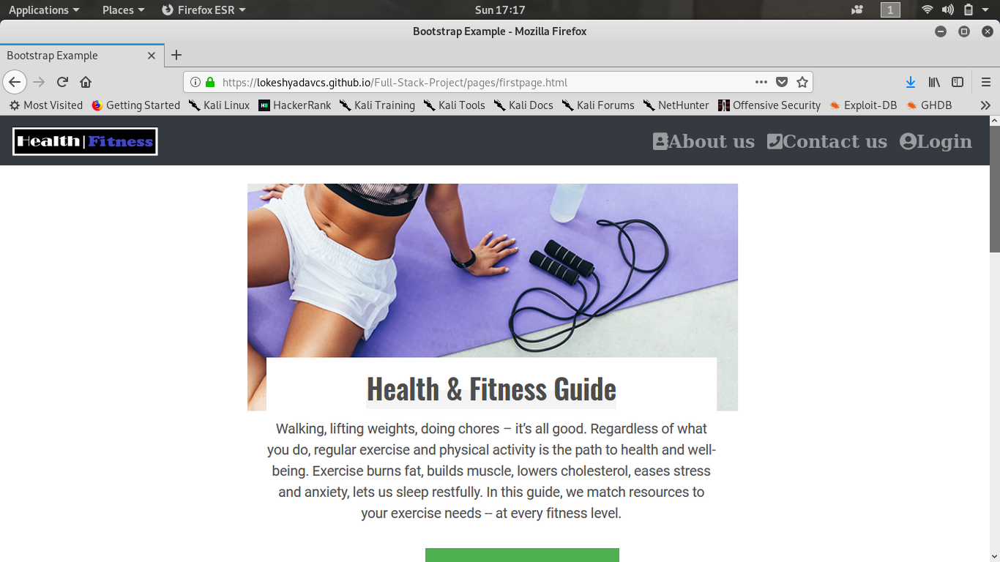 Applications Places Firefox ESR Sun 17:17 1
Bootstrap Example - Mozilla Firefox
Bootstrap Example
https://lokeshyadavcs.github.io/Full-Stack-Project/pages/firstpage.html
Most Visited Getting Started Kali Linux HackerRank Kali Training Kali Tools Kali Docs Kali Forums NetHunter Offensive Security Exploit-DB GHDB
Health|Fitness About us Contact us Login
Health & Fitness Guide
Walking, lifting weights, doing chores – it’s all good. Regardless of what
you do, regular exercise and physical activity is the path to health and well-
being. Exercise burns fat, builds muscle, lowers cholesterol, eases stress
and anxiety, lets us sleep restfully. In this guide, we match resources to
your exercise needs -- at every fitness level.